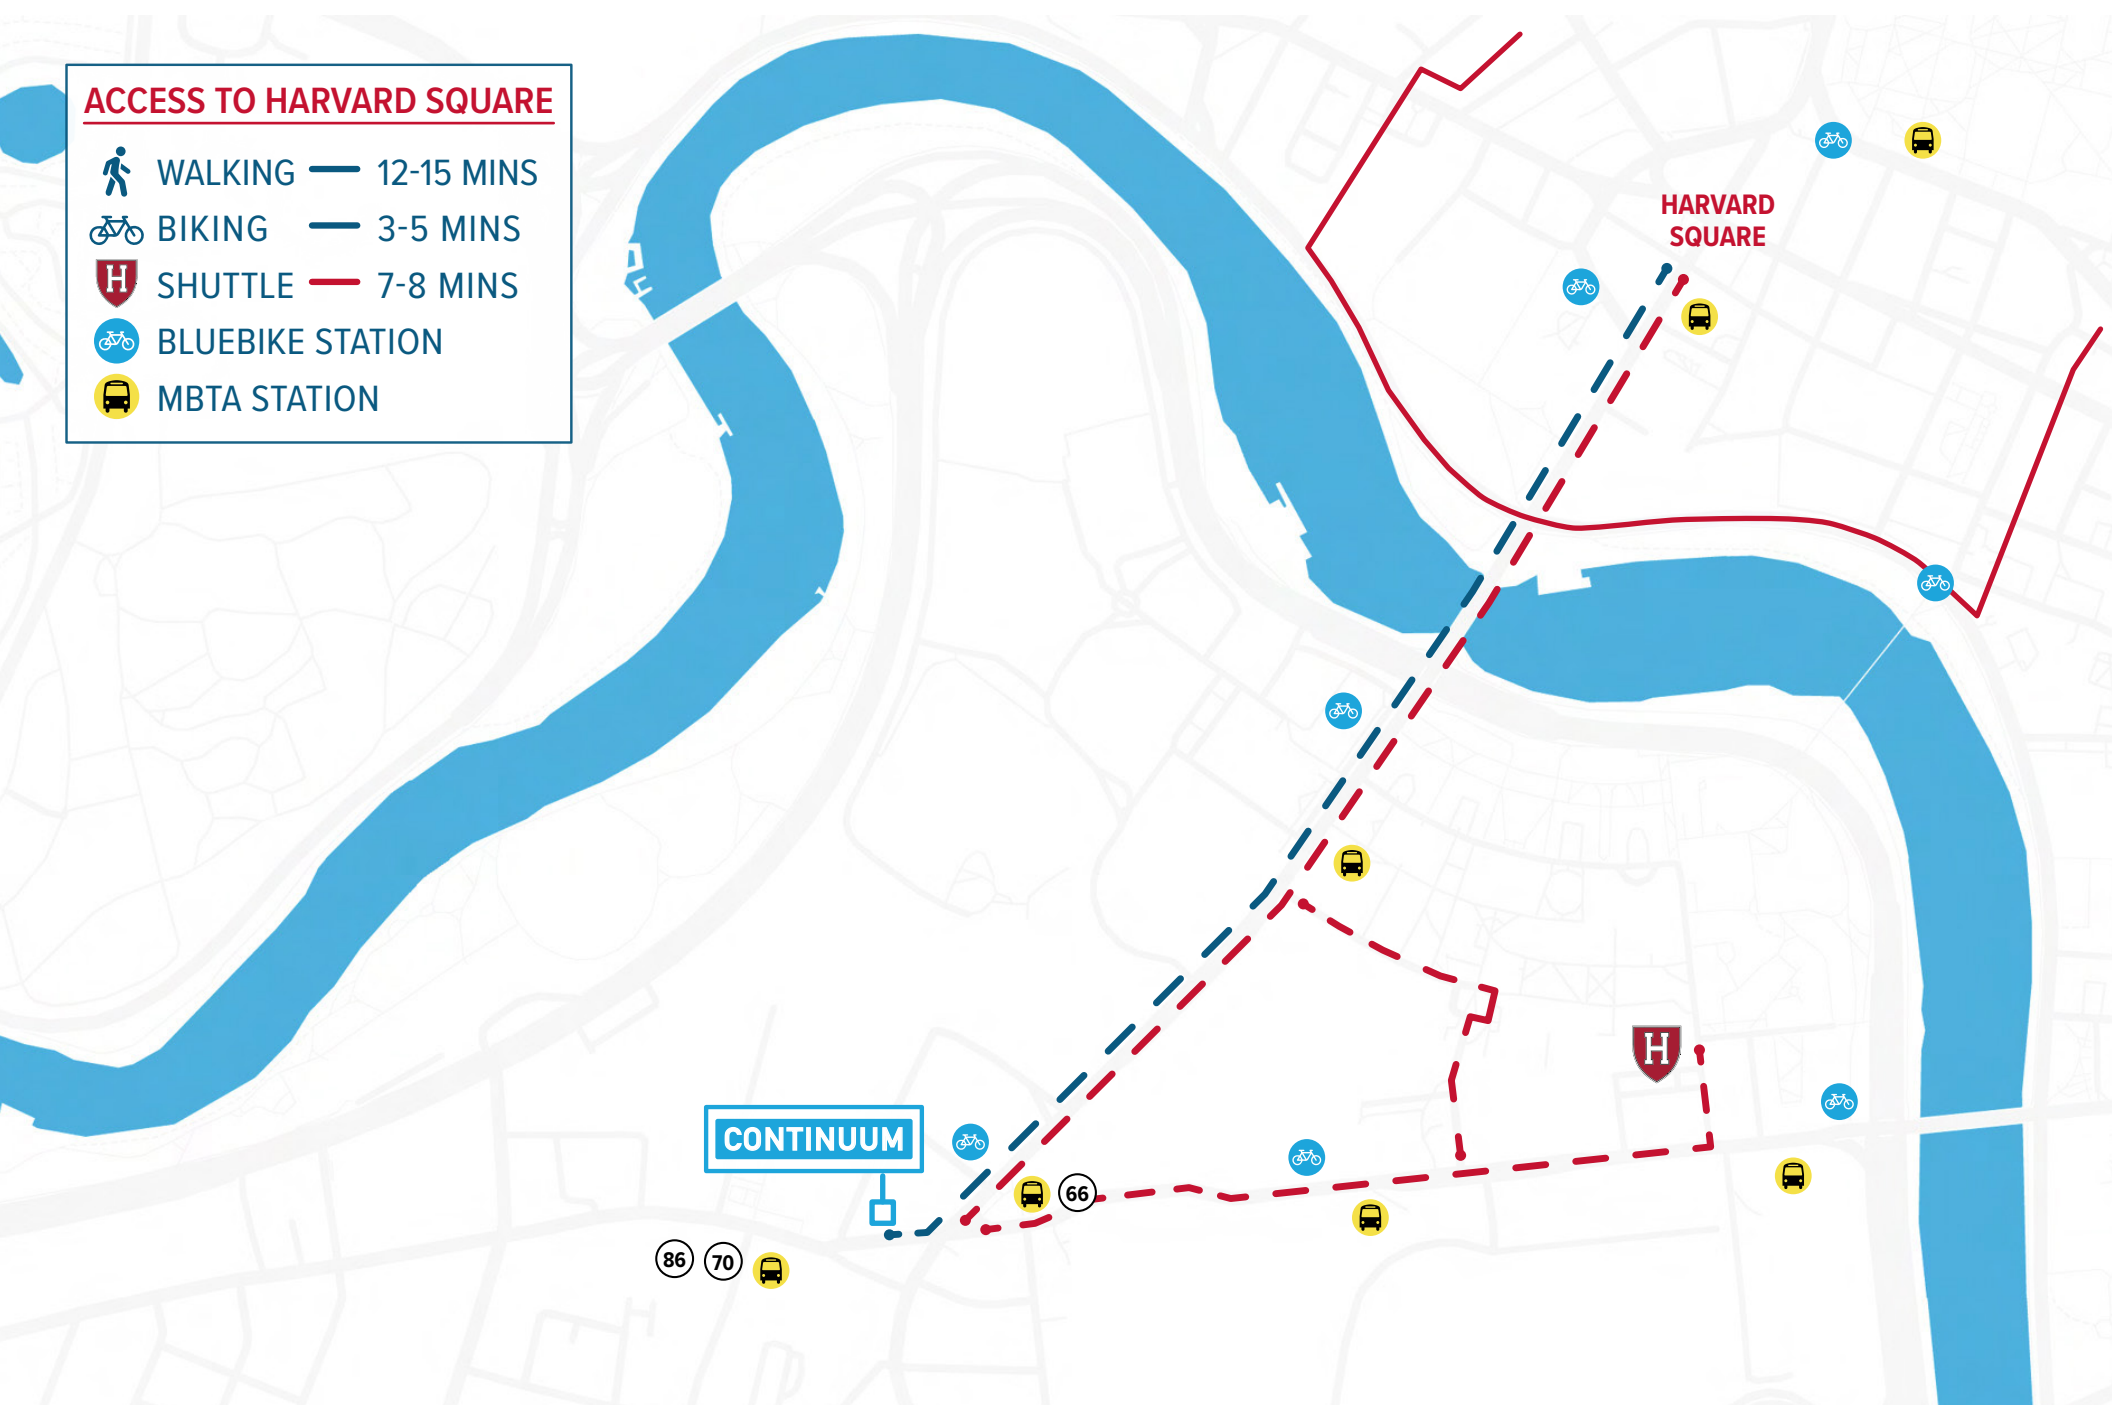 ACCESS TO HARVARD SQUARE
WALKING 12-15 MINS
BIKING 3-5 MINS
H SHUTTLE 7-8 MINS
BLUEBIKE STATION
MBTA STATION
HARVARD
SQUARE
H
CONTINUUM
66
86 70